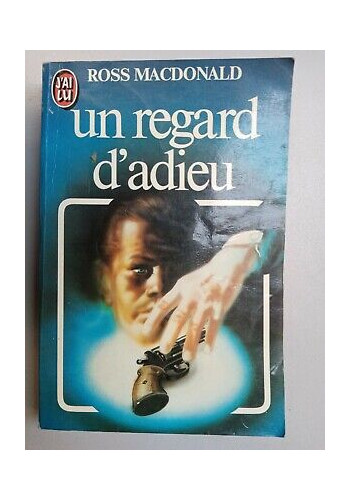 J'AI
LU
ROSS MACDONALD
un regard
d'adieu